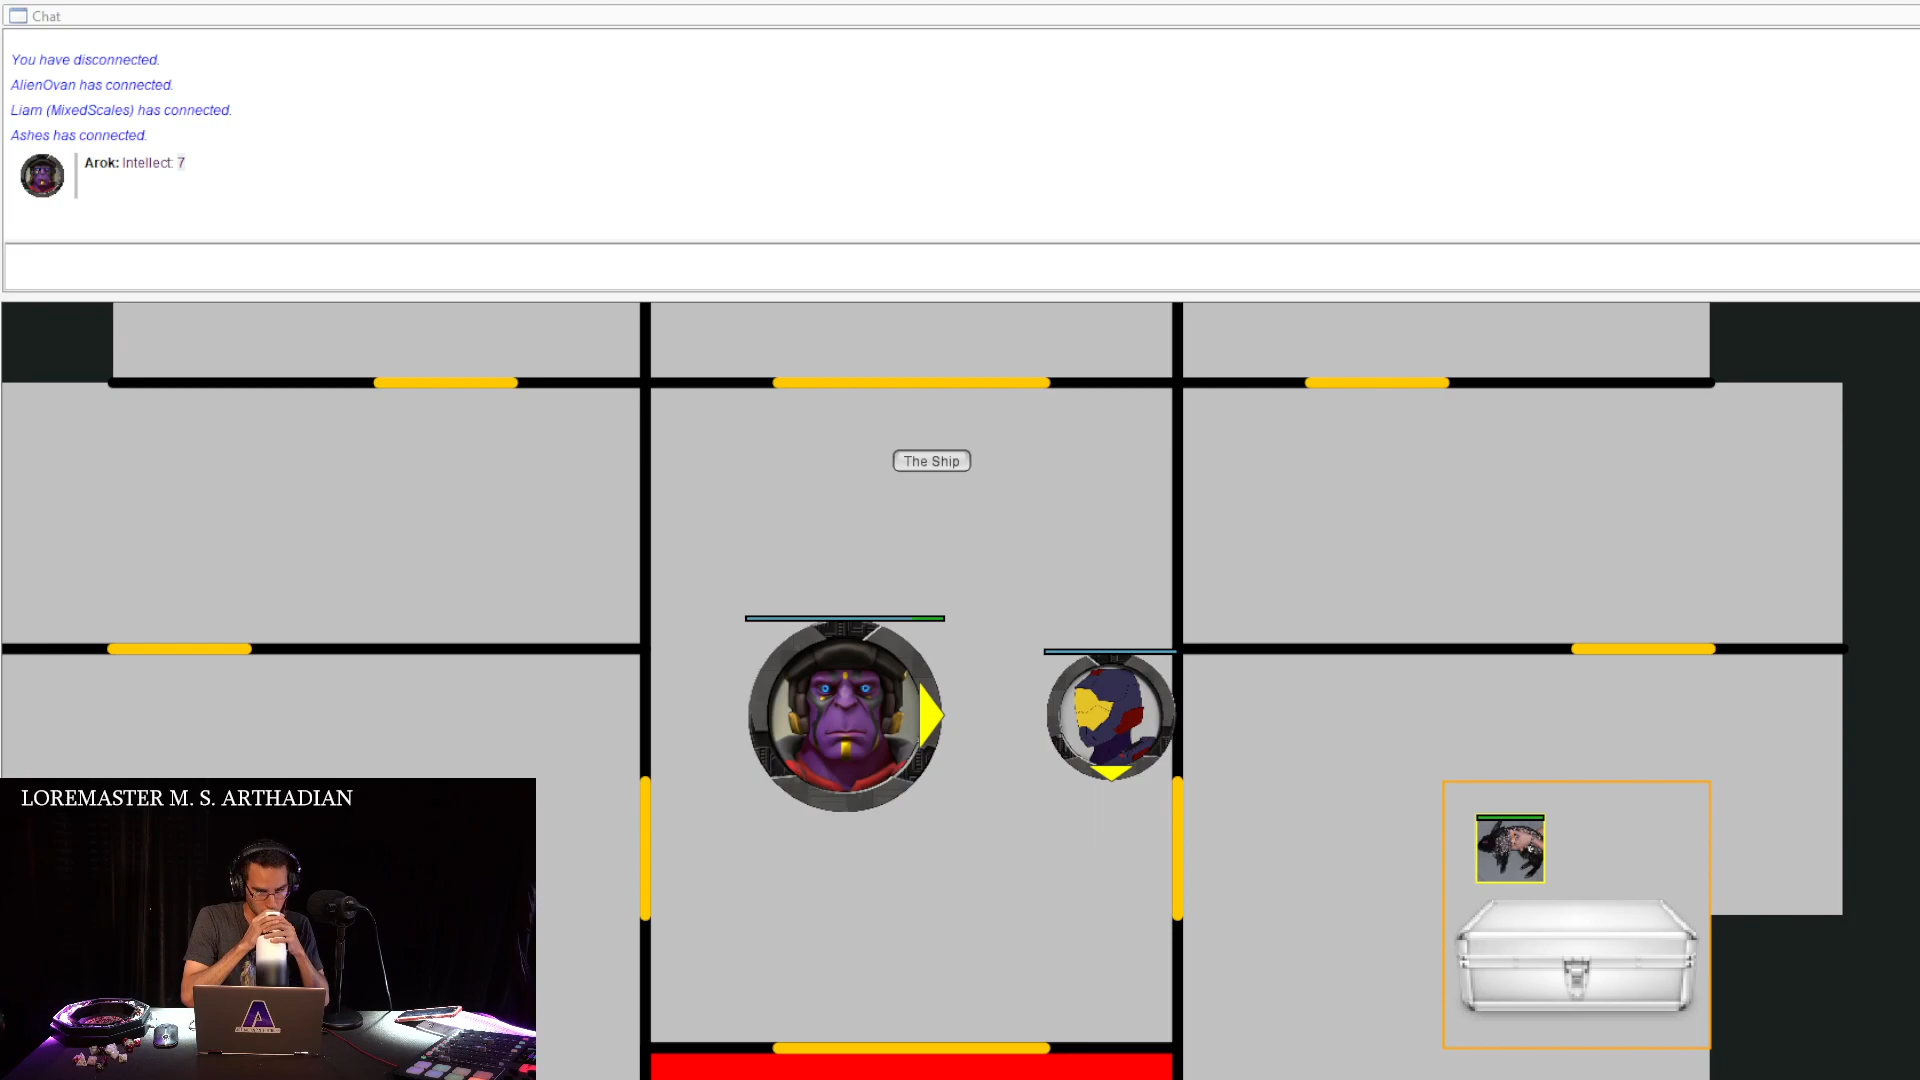 Chat
You have disconnected.
AlienOvan has connected.
Liam (MixedScales) has connected.
Ashes has connected.
Arok: Intellect: 7
The Ship
LOREMASTER M. S. ARTHADIAN
A